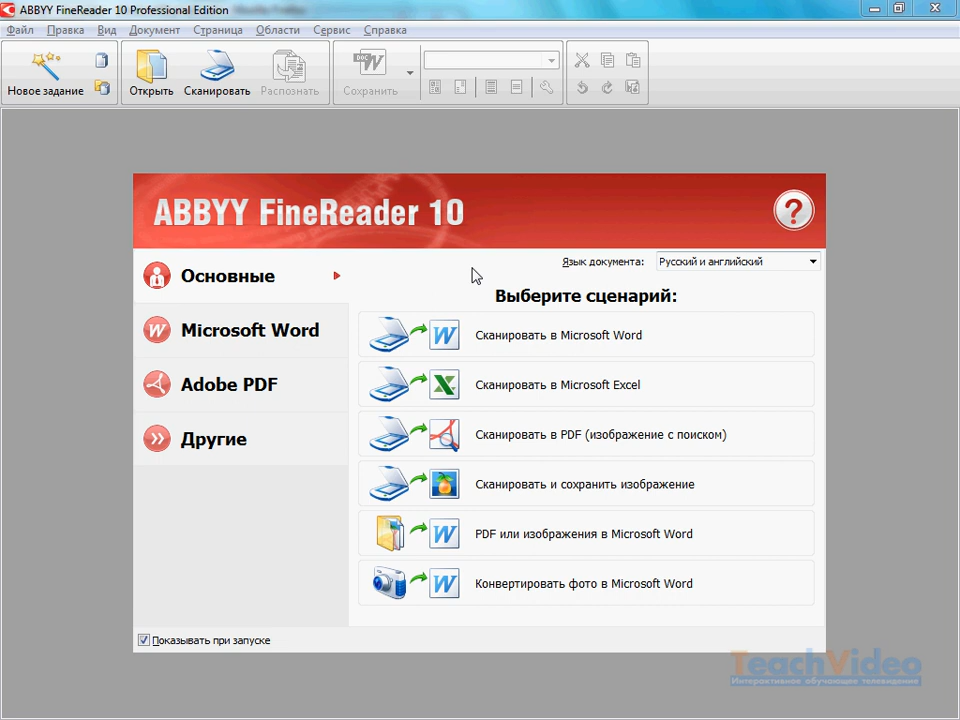 ABBYY FineReader 10 Professional Edition
Файл Правка Вид Документ Страница Области Сервис Справка
Новое задание Открыть Сканировать Распознать Сохранить
ABBYY FineReader 10
?
Язык документа: Русский и английский
Выберите сценарий:
Основные
Microsoft Word
Adobe PDF
Другие
Сканировать в Microsoft Word
Сканировать в Microsoft Excel
Сканировать в PDF (изображение с поиском)
Сканировать и сохранить изображение
PDF или изображения в Microsoft Word
Конвертировать фото в Microsoft Word
Показывать при запуске
TeachVideo
Интерактивное обучающее телевидение